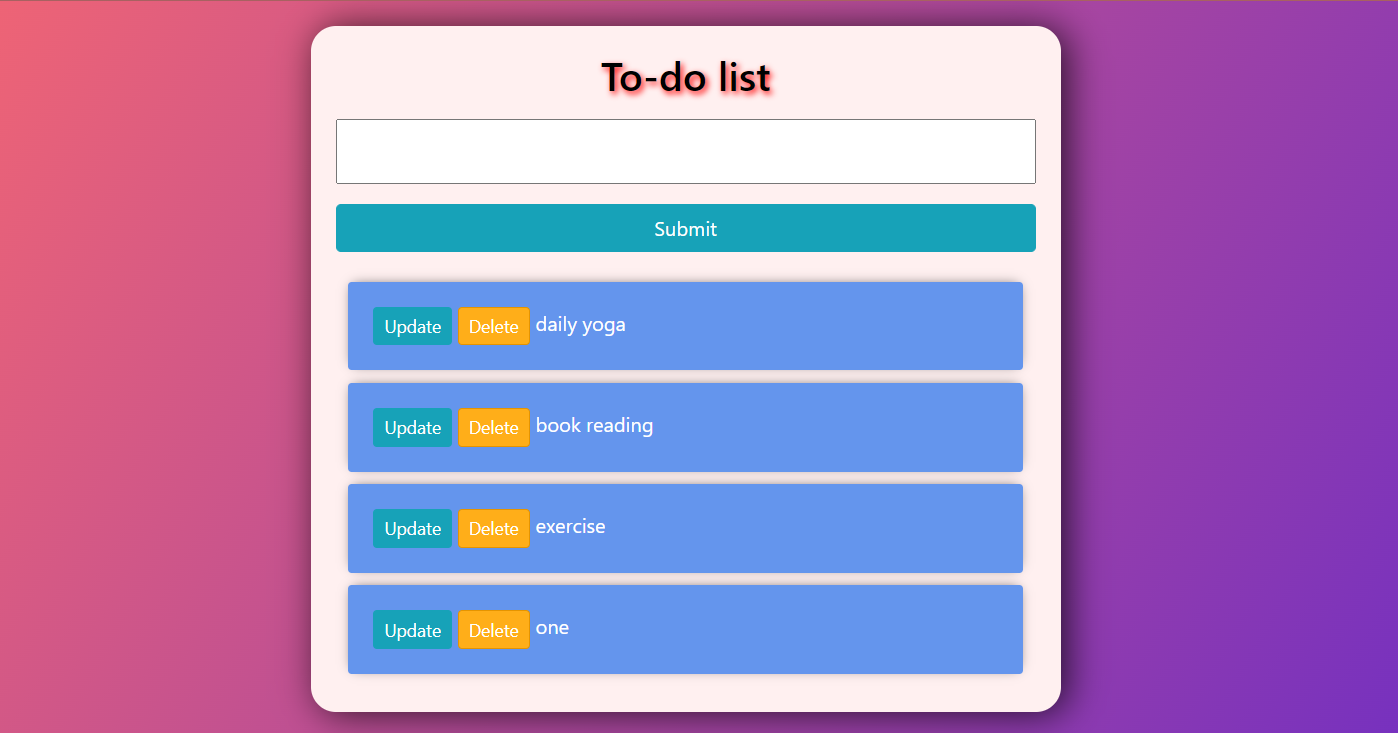 To-do list
Submit
Update Delete daily yoga
Update Delete book reading
Update Delete exercise
Update Delete one